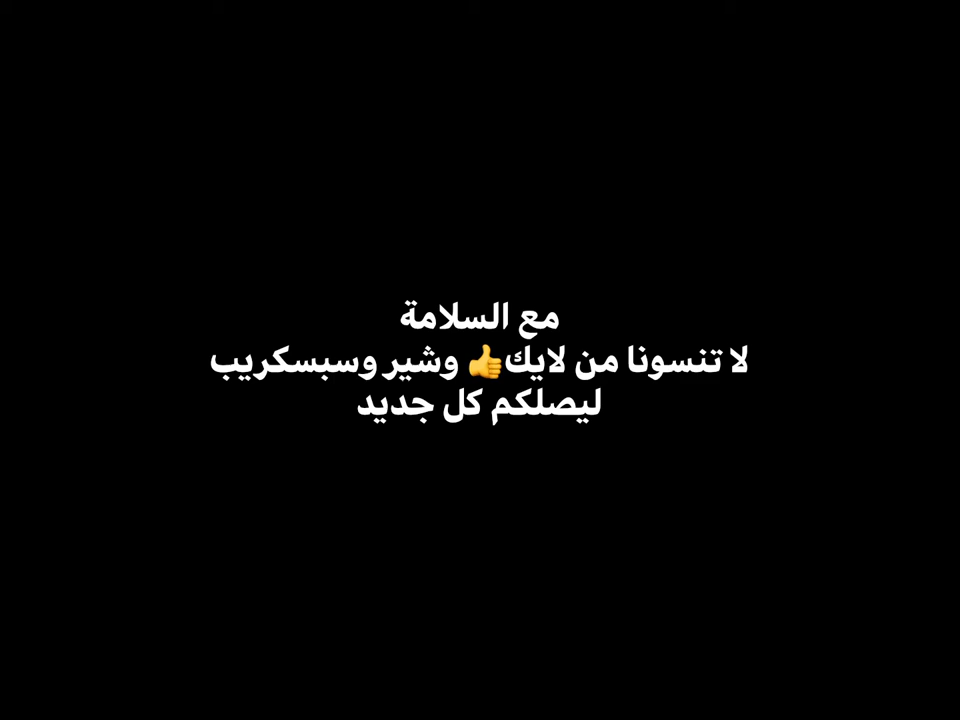 مع السلامة
لا تنسونا من لايك👍 وشير وسبسكريب
ليصلكم كل جديد